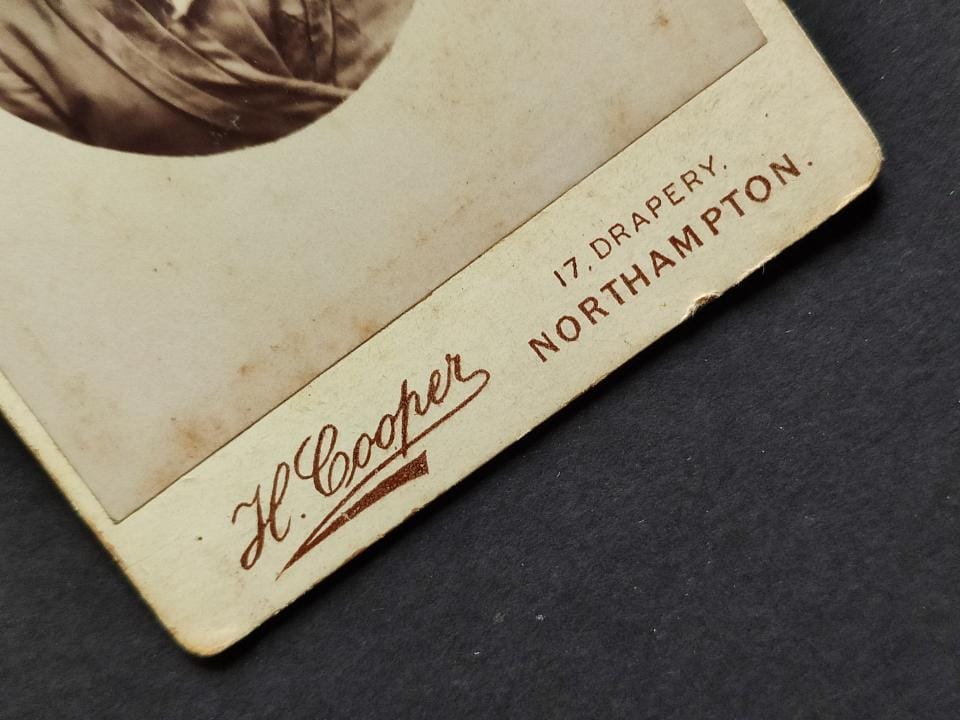 H. Cooper
17, DRAPERY.
NORTHAMPTON.